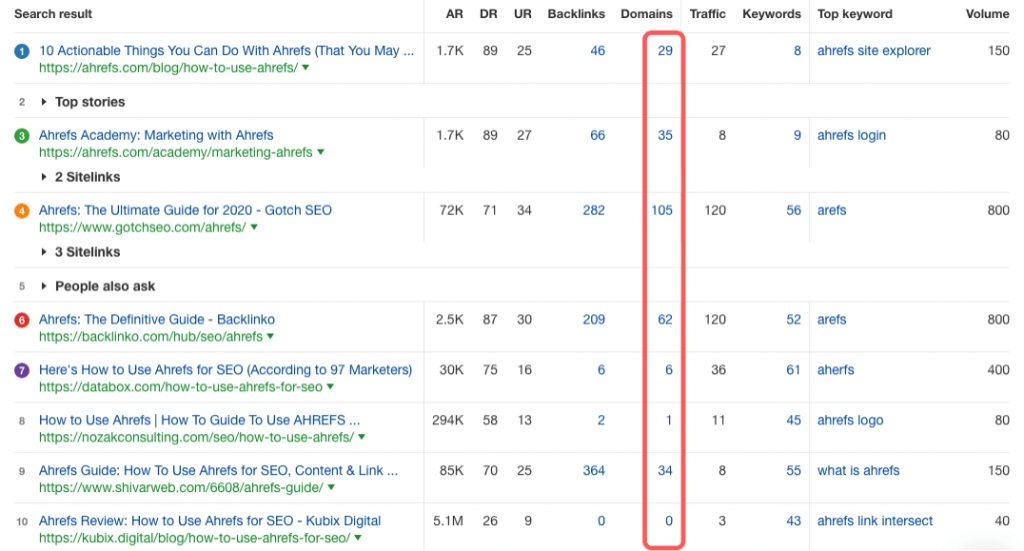 Search result AR DR UR Backlinks Domains Traffic Keywords Top keyword Volume
1 10 Actionable Things You Can Do With Ahrefs (That You May ... 1.7K 89 25 46 29 27 8 ahrefs site explorer 150
https://ahrefs.com/blog/how-to-use-ahrefs/
2 Top stories
3 Ahrefs Academy: Marketing with Ahrefs 1.7K 89 27 66 35 8 9 ahrefs login 80
https://ahrefs.com/academy/marketing-ahrefs
2 Sitelinks
4 Ahrefs: The Ultimate Guide for 2020 - Gotch SEO 72K 71 34 282 105 120 56 arefs 800
https://www.gotchseo.com/ahrefs/
3 Sitelinks
5 People also ask
6 Ahrefs: The Definitive Guide - Backlinko 2.5K 87 30 209 62 120 52 arefs 800
https://backlinko.com/hub/seo/ahrefs
7 Here's How to Use Ahrefs for SEO (According to 97 Marketers) 30K 75 16 6 6 36 61 aherfs 400
https://databox.com/how-to-use-ahrefs-for-seo
8 How to Use Ahrefs | How To Guide To Use AHREFS ... 294K 58 13 2 1 11 45 ahrefs logo 80
https://nozakconsulting.com/seo/how-to-use-ahrefs/
9 Ahrefs Guide: How To Use Ahrefs for SEO, Content & Link ... 85K 70 25 364 34 8 55 what is ahrefs 150
https://www.shivarweb.com/6608/ahrefs-guide/
10 Ahrefs Review: How to Use Ahrefs for SEO - Kubix Digital 5.1M 26 9 0 0 3 43 ahrefs link intersect 40
https://kubix.digital/blog/how-to-use-ahrefs-for-seo/